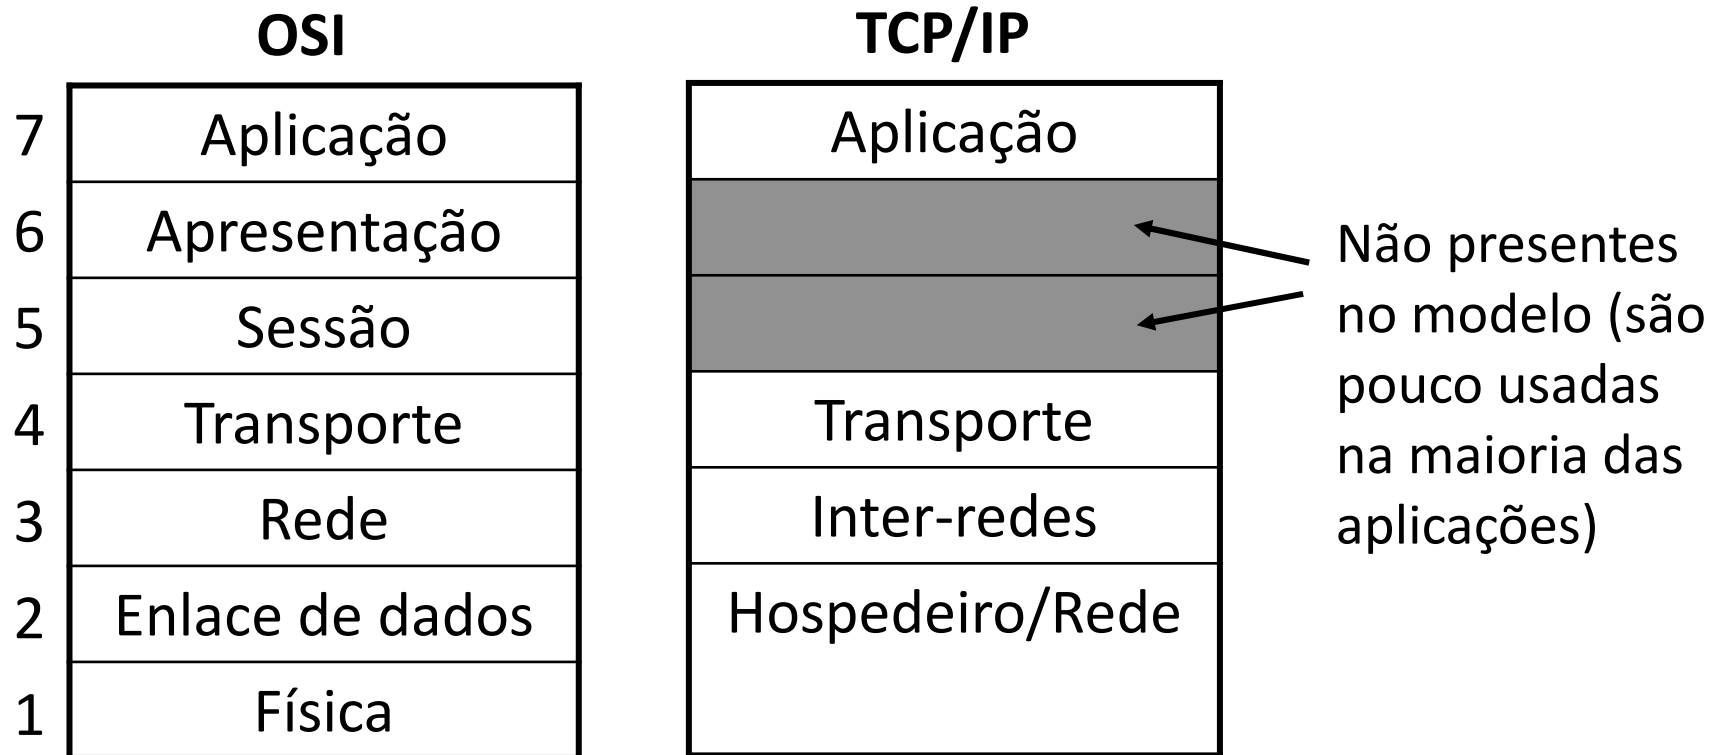 OSI
TCP/IP
7
Aplicação
Aplicação
6
Apresentação
5
Sessão
4
Transporte
Transporte
3
Rede
Inter-redes
2
Enlace de dados
Hospedeiro/Rede
1
Física
Não presentes
no modelo (são
pouco usadas
na maioria das
aplicações)